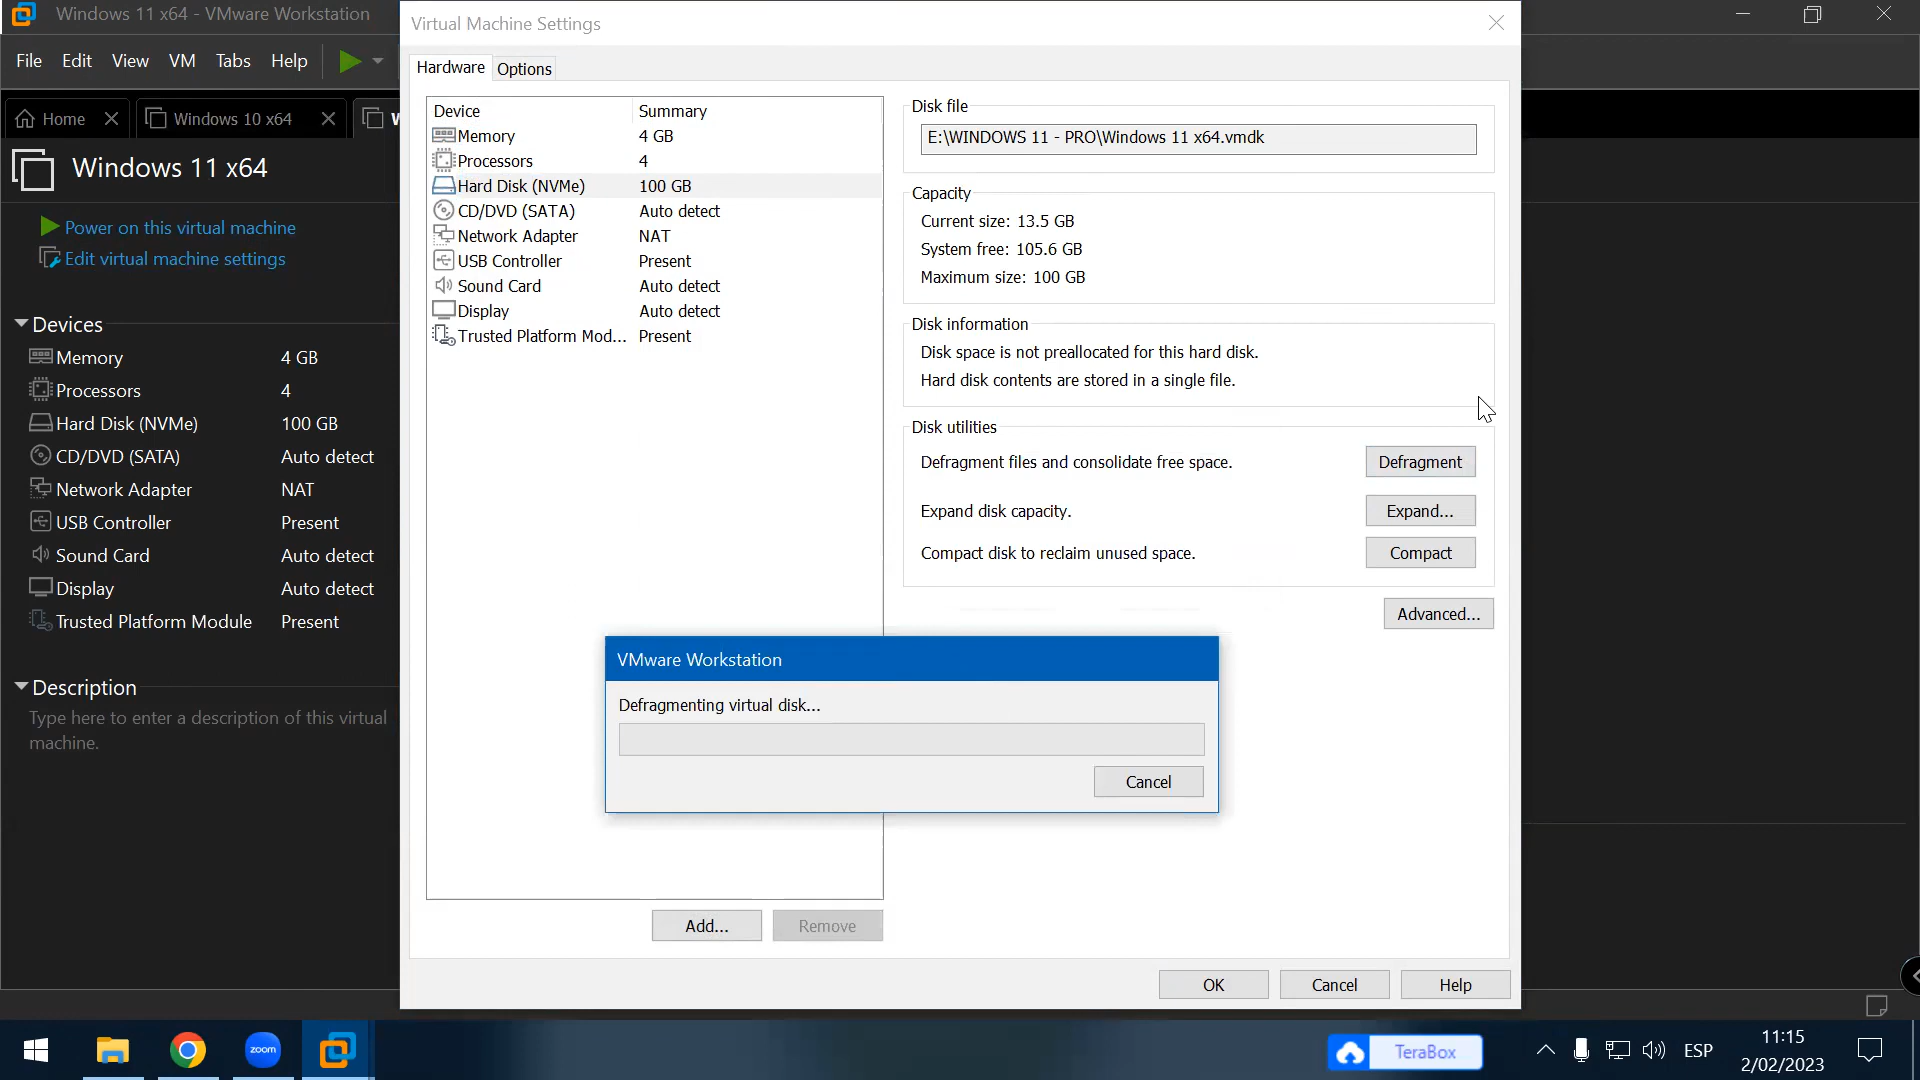 Windows 11 x64 - VMware Workstation
File Edit View VM Tabs Help
Home
Windows 10 x64
Windows 11 x64
Power on this virtual machine
Edit virtual machine settings
Devices
Memory 4 GB
Processors 4
Hard Disk (NVMe) 100 GB
CD/DVD (SATA) Auto detect
Network Adapter NAT
USB Controller Present
Sound Card Auto detect
Display Auto detect
Trusted Platform Module Present
Description
Type here to enter a description of this virtual
machine.
Virtual Machine Settings
Hardware Options
Device Summary
Memory 4 GB
Processors 4
Hard Disk (NVMe) 100 GB
CD/DVD (SATA) Auto detect
Network Adapter NAT
USB Controller Present
Sound Card Auto detect
Display Auto detect
Trusted Platform Mod... Present
Add... Remove
Disk file
E:\WINDOWS 11 - PRO\Windows 11 x64.vmdk
Capacity
Current size: 13.5 GB
System free: 105.6 GB
Maximum size: 100 GB
Disk information
Disk space is not preallocated for this hard disk.
Hard disk contents are stored in a single file.
Disk utilities
Defragment files and consolidate free space. Defragment
Expand disk capacity. Expand...
Compact disk to reclaim unused space. Compact
Advanced...
VMware Workstation
Defragmenting virtual disk...
Cancel
OK Cancel Help
zoom
TeraBox
ESP
11:15
2/02/2023